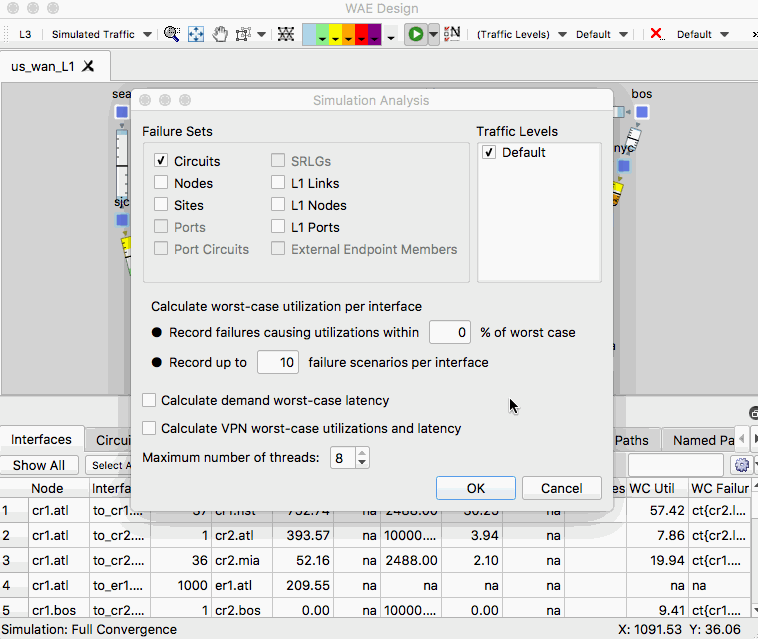 WAE Design
L3 Simulated Traffic (Traffic Levels) Default Default
us_wan_L1
sea bos
nyc
sjc
Simulation Analysis
Failure Sets
Circuits
Nodes
Sites
Ports
Port Circuits
SRLGs
L1 Links
L1 Nodes
L1 Ports
External Endpoint Members
Traffic Levels
Default
Calculate worst-case utilization per interface
Record failures causing utilizations within 0 % of worst case
Record up to 10 failure scenarios per interface
Calculate demand worst-case latency
Calculate VPN worst-case utilizations and latency
Maximum number of threads: 8
OK Cancel
Interfaces Circui Paths Named Pa
Show All Select A
Node Interfa es WC Util WC Failur
1 cr1.atl to_cr1.... 37 cr1.hst 752.74 na 2488.00 30.25 na 57.42 ct{cr2.l...
2 cr1.atl to_cr2.... 1 cr2.atl 393.57 na 10000.... 3.94 na 7.86 ct{cr2.l...
3 cr1.atl to_cr2.... 36 cr2.mia 52.16 na 2488.00 2.10 na 19.94 ct{cr1....
4 cr1.atl to_er1.... 1000 er1.atl 209.55 na na na na na na
5 cr1.bos to_cr2.... 1 cr2.bos 0.00 na 10000.... 0.00 na 9.41 ct{cr1....
Simulation: Full Convergence X: 1091.53 Y: 36.06